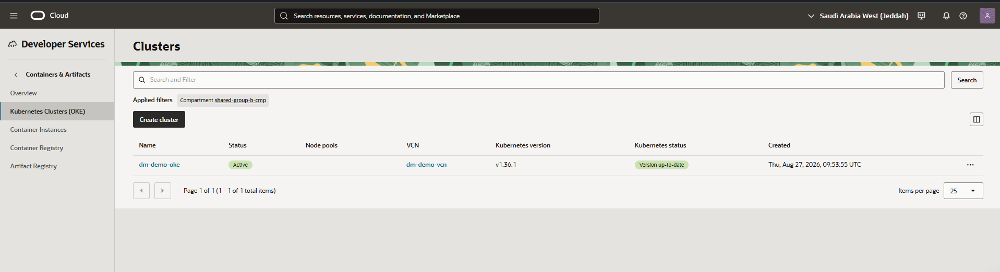 Cloud
Search resources, services, documentation, and Marketplace
Saudi Arabia West (Jeddah)
Developer Services
Containers & Artifacts
Overview
Kubernetes Clusters (OKE)
Container Instances
Container Registry
Artifact Registry
Clusters
Search and Filter
Search
Applied filters Compartment shared-group-b-cmp
Create cluster
Name Status Node pools VCN Kubernetes version Kubernetes status Created
dm-demo-oke Active dm-demo-vcn v1.36.1 Version up-to-date Thu, Aug 27, 2026, 09:53:55 UTC
Page 1 of 1 (1 - 1 of 1 total items) Items per page 25